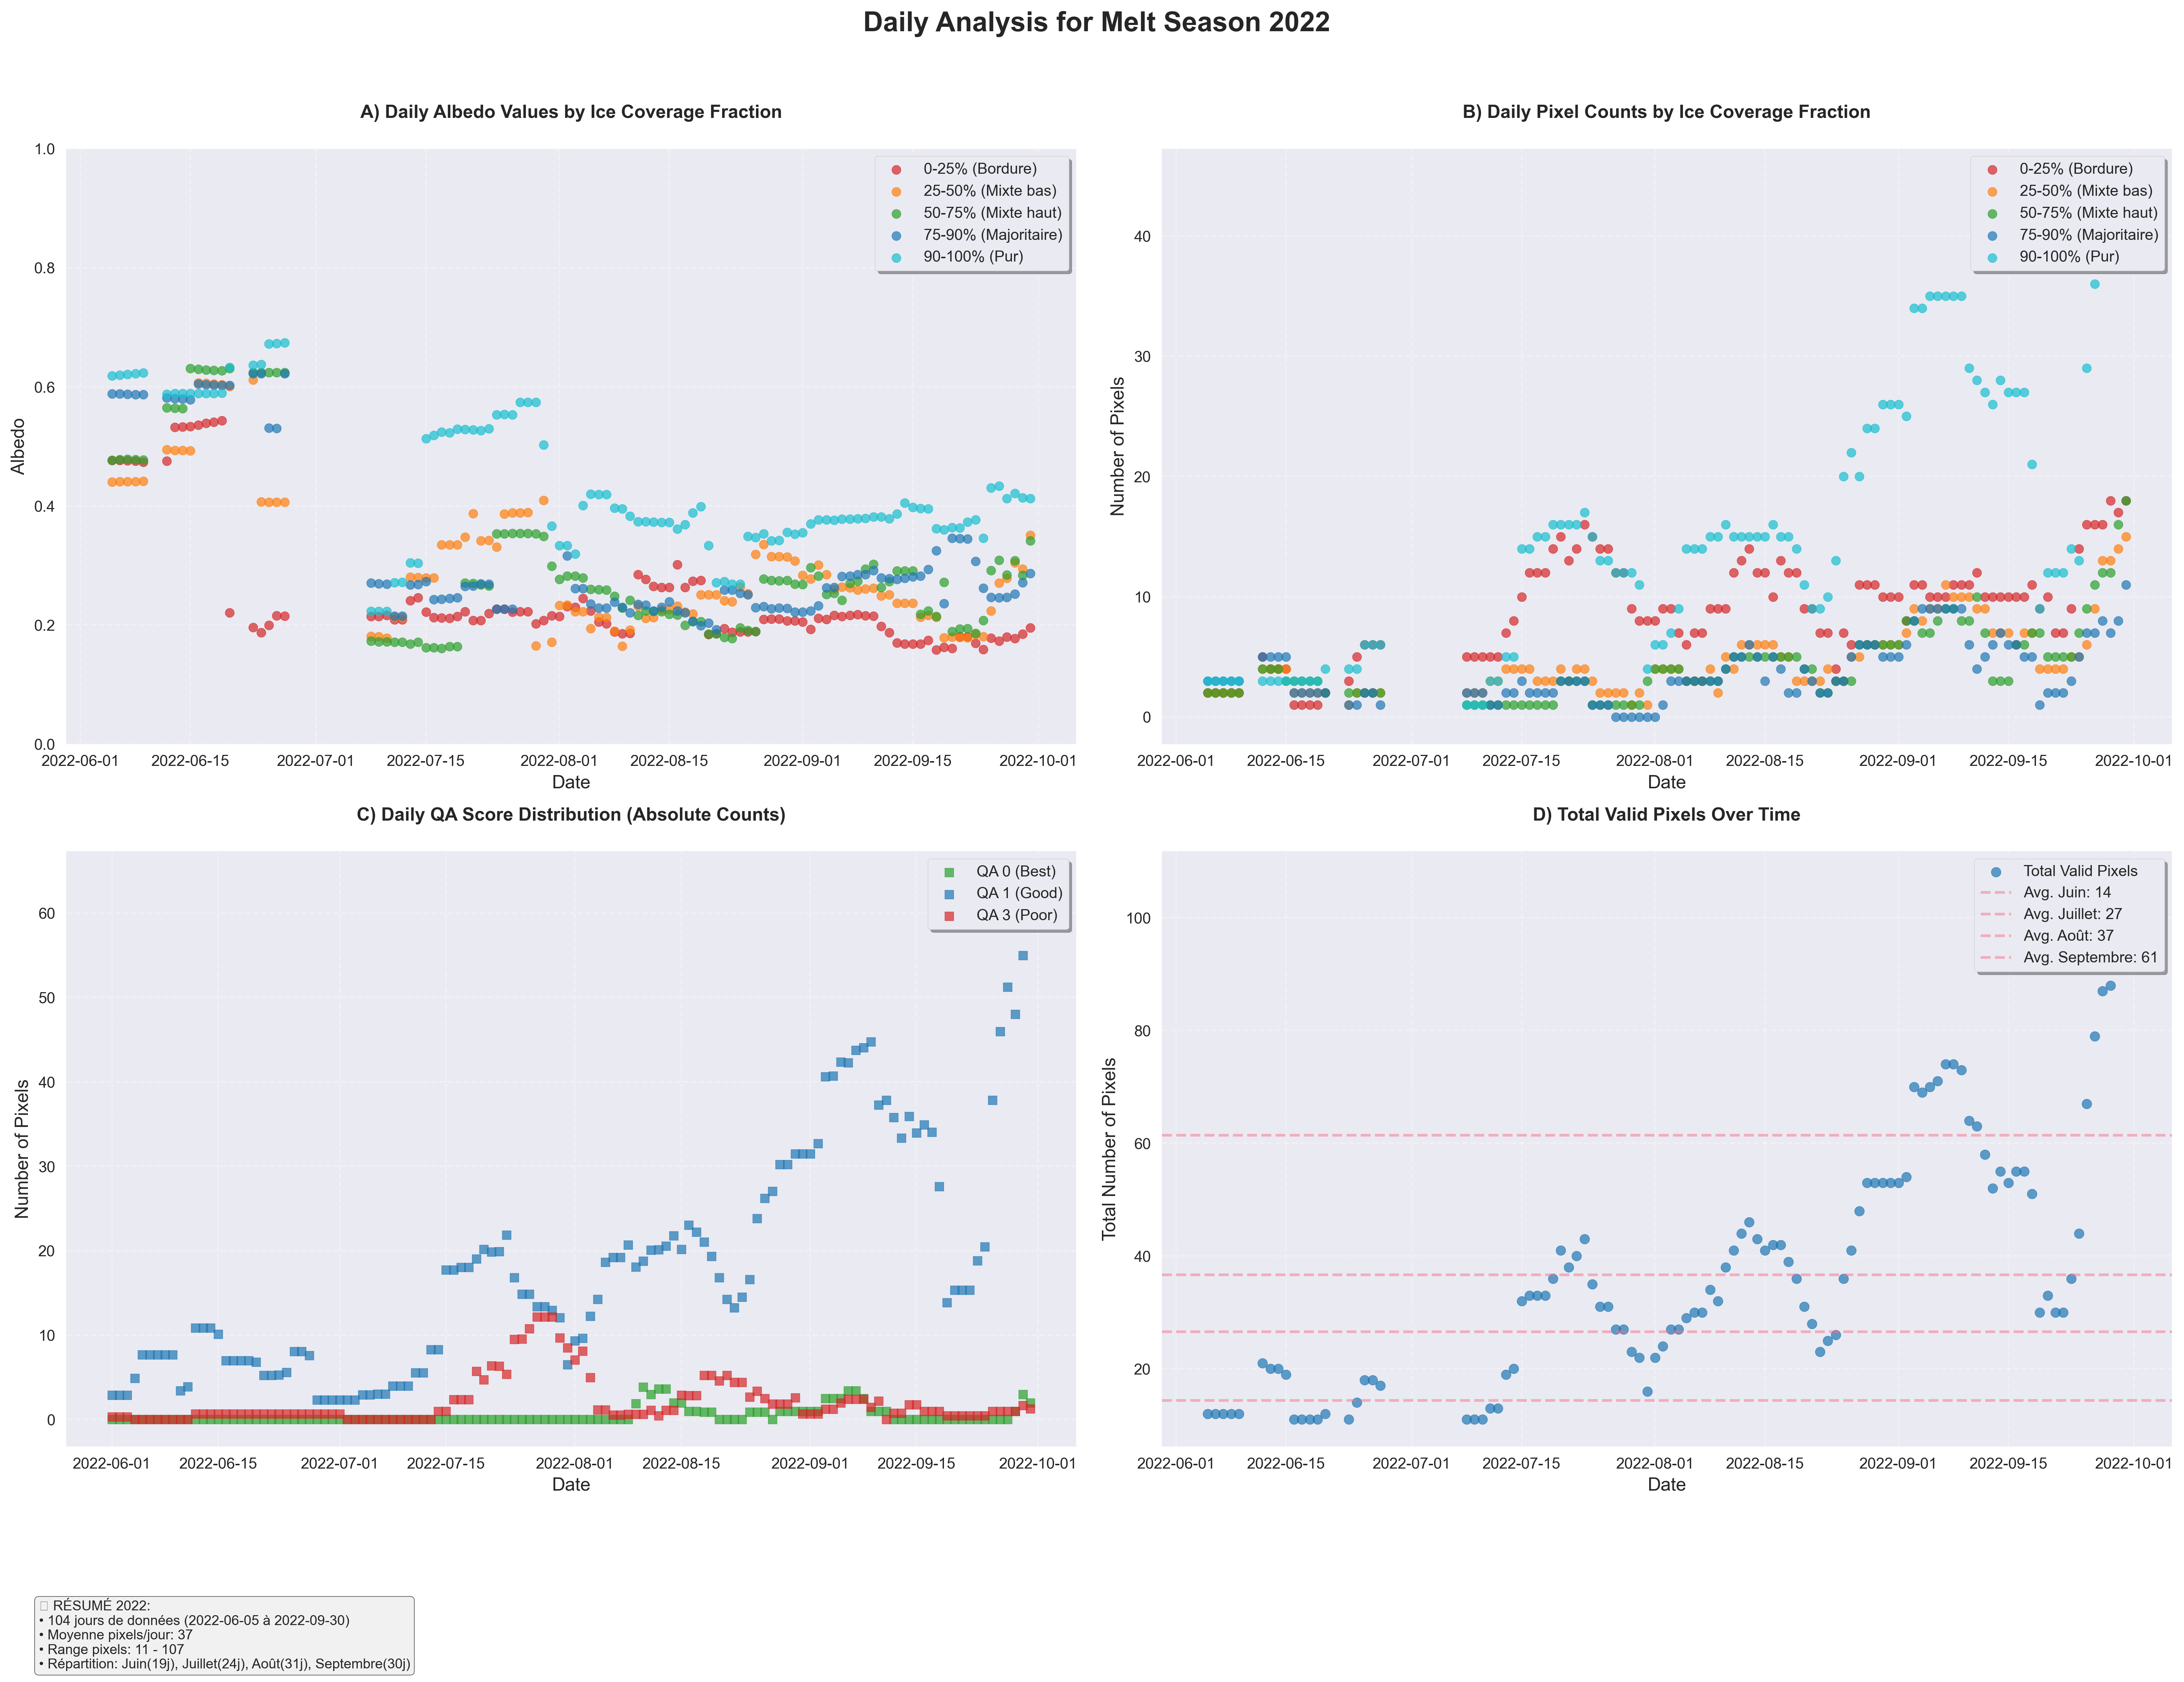 Daily Analysis for Melt Season 2022
A) Daily Albedo Values by Ice Coverage Fraction
1.0
0.8
0.6
0.4
0.2
0.0
Albedo
0-25% (Bordure)
25-50% (Mixte bas)
50-75% (Mixte haut)
75-90% (Majoritaire)
90-100% (Pur)
2022-06-01 2022-06-15 2022-07-01 2022-07-15 2022-08-01 2022-08-15 2022-09-01 2022-09-15 2022-10-01
Date
B) Daily Pixel Counts by Ice Coverage Fraction
40
30
20
10
0
Number of Pixels
0-25% (Bordure)
25-50% (Mixte bas)
50-75% (Mixte haut)
75-90% (Majoritaire)
90-100% (Pur)
2022-06-01 2022-06-15 2022-07-01 2022-07-15 2022-08-01 2022-08-15 2022-09-01 2022-09-15 2022-10-01
Date
C) Daily QA Score Distribution (Absolute Counts)
60
50
40
30
20
10
0
Number of Pixels
QA 0 (Best)
QA 1 (Good)
QA 3 (Poor)
2022-06-01 2022-06-15 2022-07-01 2022-07-15 2022-08-01 2022-08-15 2022-09-01 2022-09-15 2022-10-01
Date
D) Total Valid Pixels Over Time
100
80
60
40
20
Total Number of Pixels
Total Valid Pixels
Avg. Juin: 14
Avg. Juillet: 27
Avg. Août: 37
Avg. Septembre: 61
2022-06-01 2022-06-15 2022-07-01 2022-07-15 2022-08-01 2022-08-15 2022-09-01 2022-09-15 2022-10-01
Date
RÉSUMÉ 2022:
• 104 jours de données (2022-06-05 à 2022-09-30)
• Moyenne pixels/jour: 37
• Range pixels: 11 - 107
• Répartition: Juin(19j), Juillet(24j), Août(31j), Septembre(30j)